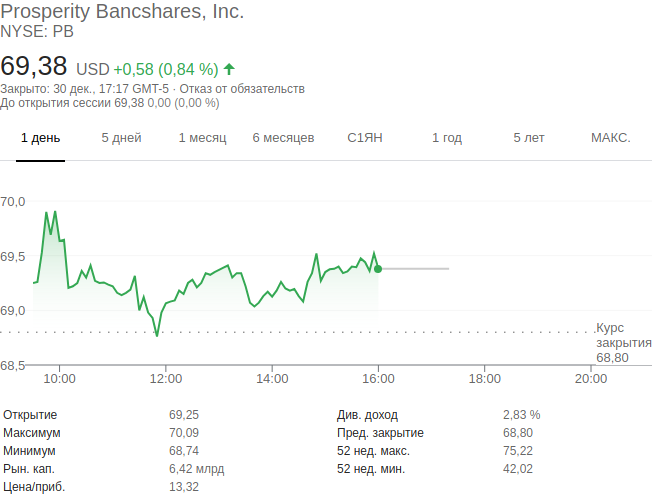 Prosperity Bancshares, Inc.
NYSE: PB
69,38 USD +0,58 (0,84 %)
Закрыто: 30 дек., 17:17 GMT-5 · Отказ от обязательств
До открытия сессии 69,38 0,00 (0,00 %)
1 день 5 дней 1 месяц 6 месяцев С1ЯН 1 год 5 лет МАКС.
70,0
69,5
69,0
Курс
закрытия
68,80
68,5
10:00 12:00 14:00 16:00 18:00 20:00
Открытие 69,25 Див. доход 2,83 %
Максимум 70,09 Пред. закрытие 68,80
Минимум 68,74 52 нед. макс. 75,22
Рын. кап. 6,42 млрд 52 нед. мин. 42,02
Цена/приб. 13,32